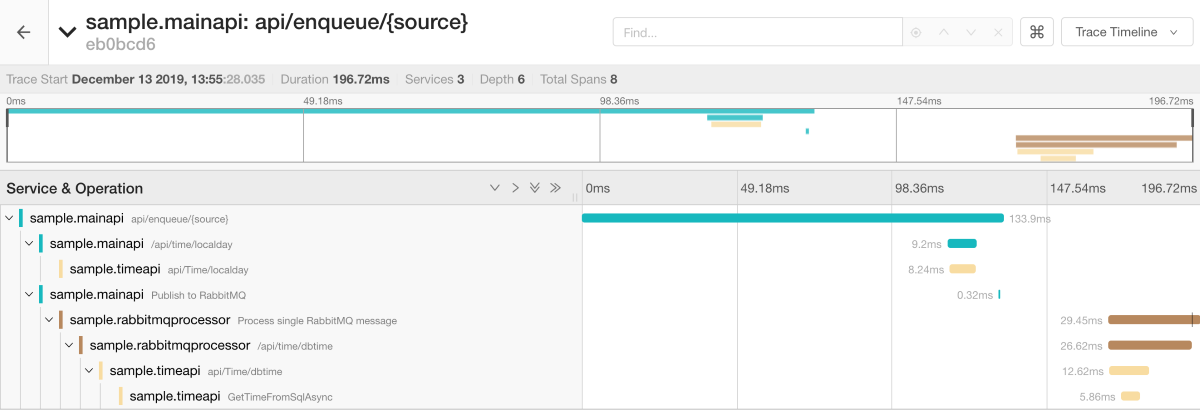 sample.mainapi: api/enqueue/{source}
eb0bcd6
Find...
⌘
Trace Timeline
Trace Start December 13 2019, 13:55:28.035 Duration 196.72ms Services 3 Depth 6 Total Spans 8
0ms 49.18ms 98.36ms 147.54ms 196.72ms
Service & Operation 0ms 49.18ms 98.36ms 147.54ms 196.72ms
sample.mainapi api/enqueue/{source} 133.9ms
sample.mainapi /api/time/localday 9.2ms
sample.timeapi api/Time/localday 8.24ms
sample.mainapi Publish to RabbitMQ 0.32ms
sample.rabbitmqprocessor Process single RabbitMQ message 29.45ms
sample.rabbitmqprocessor /api/time/dbtime 26.62ms
sample.timeapi api/Time/dbtime 12.62ms
sample.timeapi GetTimeFromSqlAsync 5.86ms